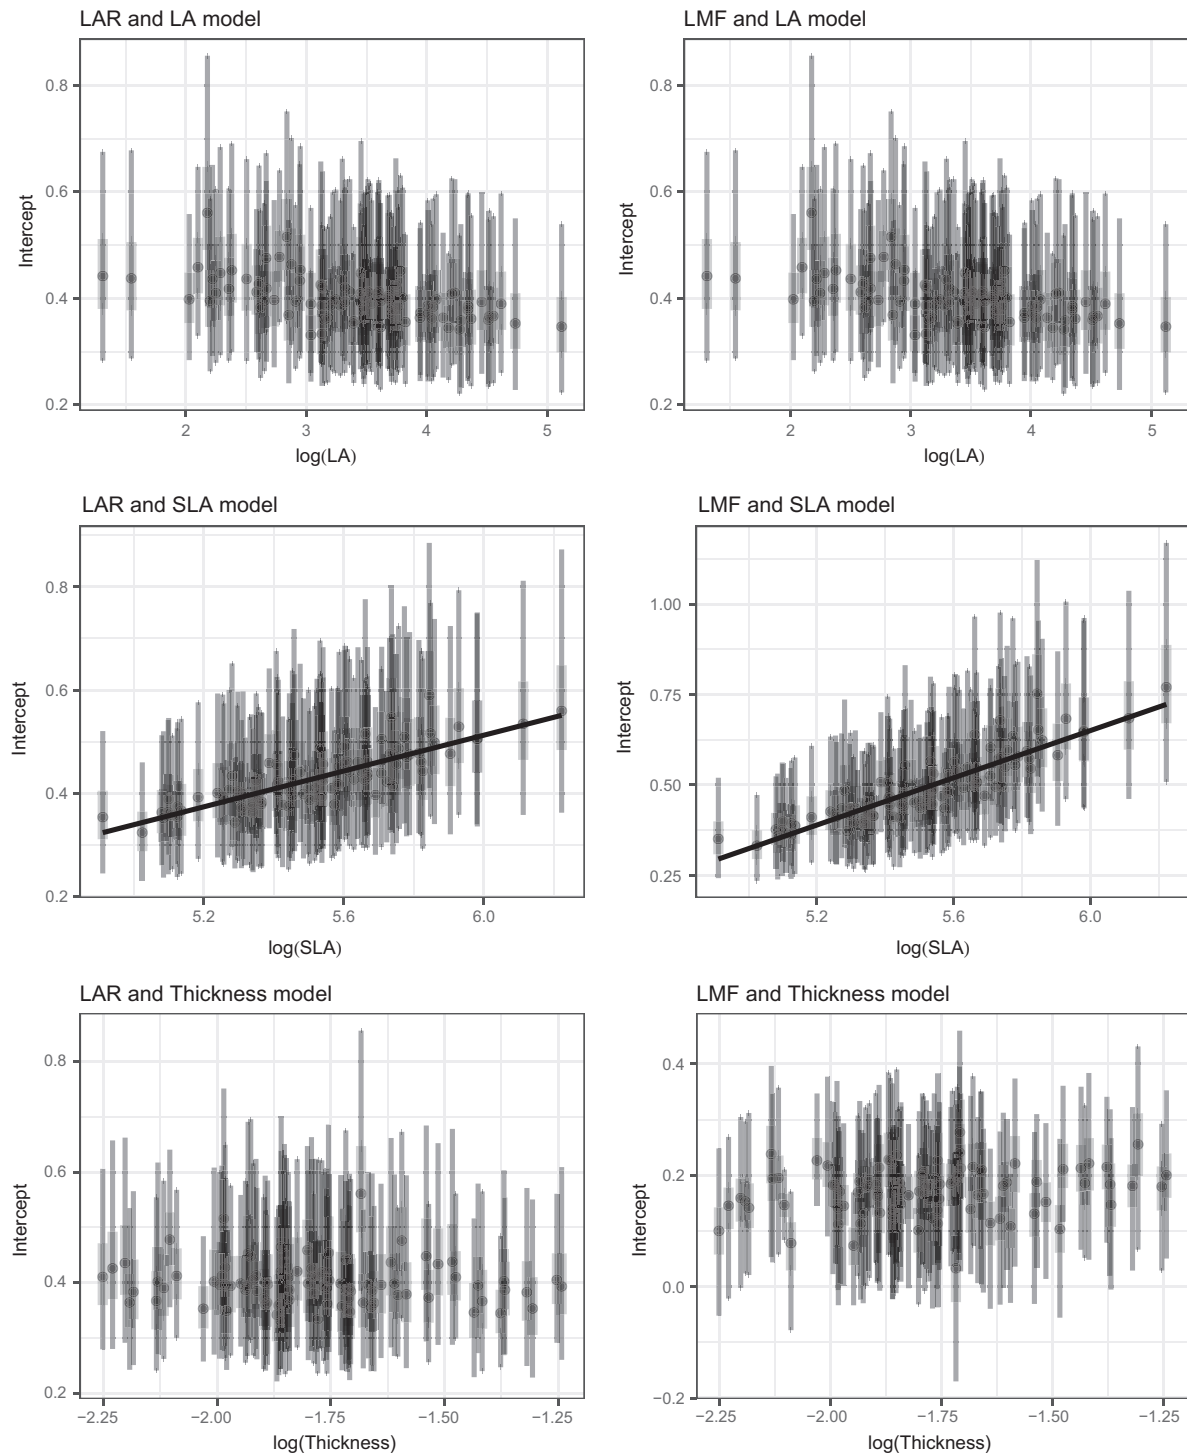 LAR and LA model
0.8
0.6
0.4
0.2
Intercept
2 3 4 5
log(LA)
LMF and LA model
0.8
0.6
0.4
0.2
Intercept
2 3 4 5
log(LA)
LAR and SLA model
0.8
0.6
0.4
0.2
Intercept
5.2 5.6 6.0
log(SLA)
LMF and SLA model
1.00
0.75
0.50
0.25
Intercept
5.2 5.6 6.0
log(SLA)
LAR and Thickness model
0.8
0.6
0.4
0.2
Intercept
−2.25 −2.00 −1.75 −1.50 −1.25
log(Thickness)
LMF and Thickness model
0.4
0.2
0.0
−0.2
Intercept
−2.25 −2.00 −1.75 −1.50 −1.25
log(Thickness)